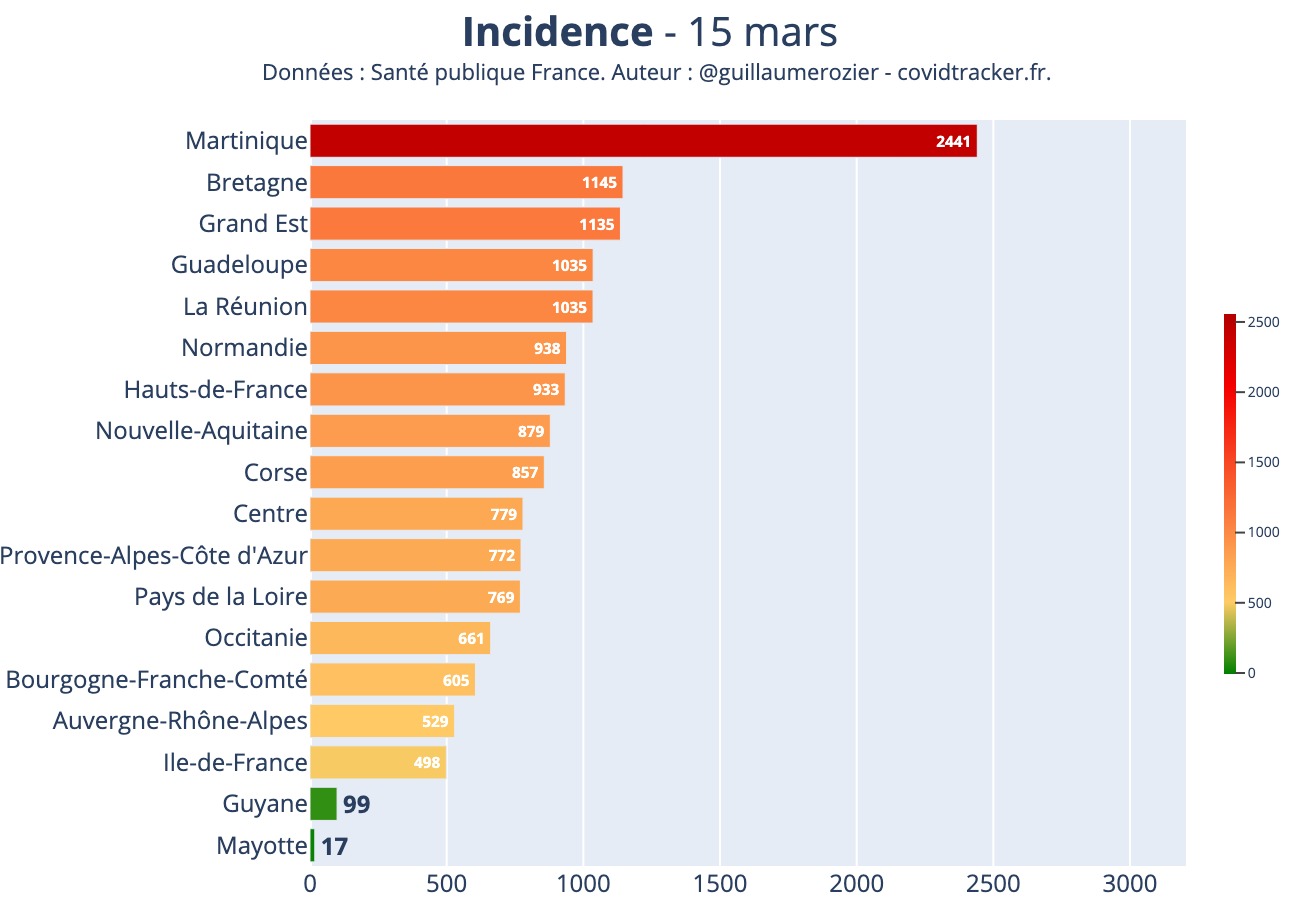 Incidence - 15 mars
Données : Santé publique France. Auteur : @guillaumerozier - covidtracker.fr.
Martinique 2441
Bretagne 1145
Grand Est 1135
Guadeloupe 1035
La Réunion 1035
Normandie 938
Hauts-de-France 933
Nouvelle-Aquitaine 879
Corse 857
Centre 779
Provence-Alpes-Côte d'Azur 772
Pays de la Loire 769
Occitanie 661
Bourgogne-Franche-Comté 605
Auvergne-Rhône-Alpes 529
Ile-de-France 498
Guyane 99
Mayotte 17
0 500 1000 1500 2000 2500 3000
2500
2000
1500
1000
500
0